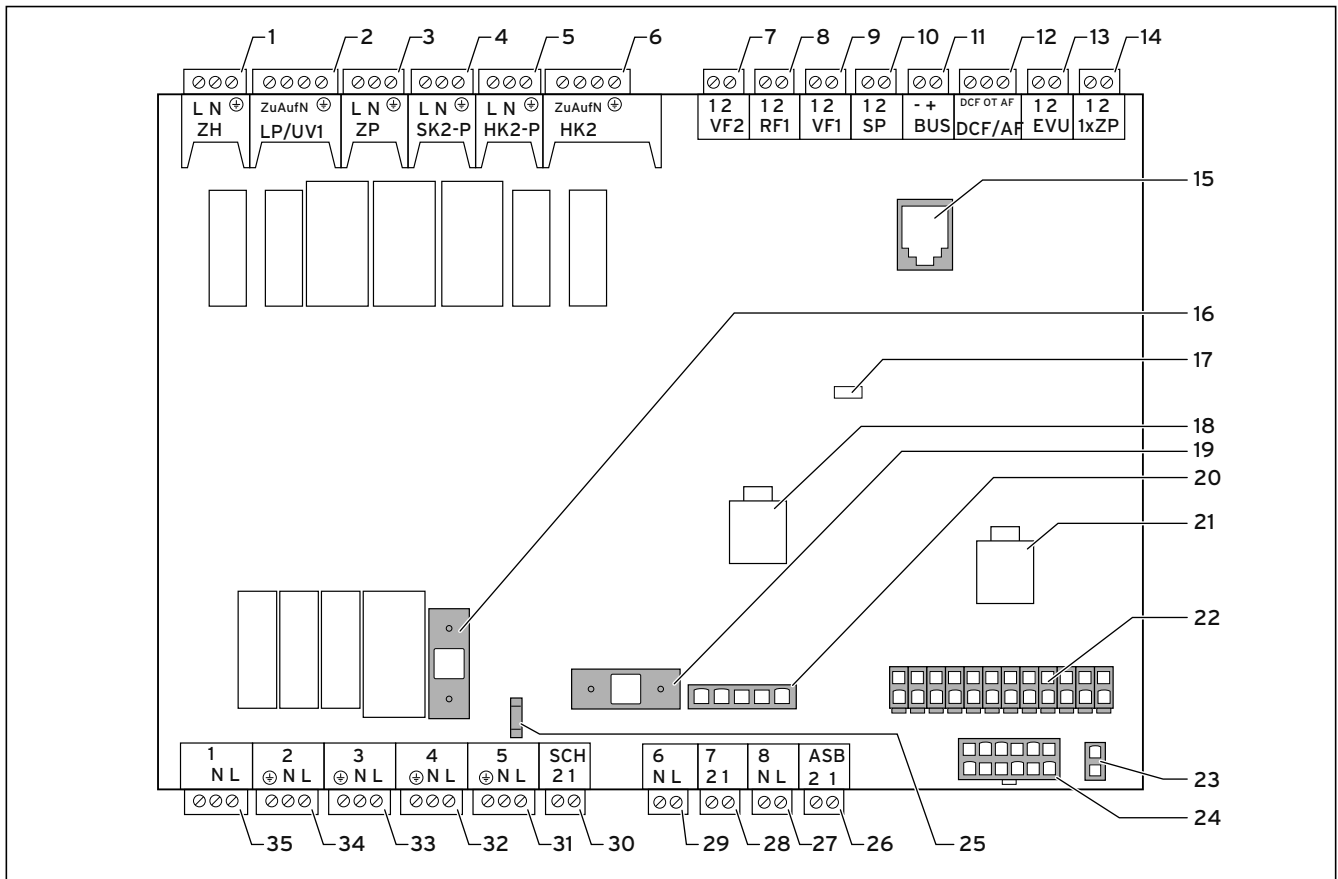 1 2 3 4 5 6 7 8 9 10 11 12 13 14
L N
ZH
ZuAufN
LP/UV1
L N
ZP
L N
SK2-P
L N
HK2-P
ZuAufN
HK2
1 2
VF2
1 2
RF1
1 2
VF1
1 2
SP
- +
BUS
DCF OT AF
DCF/AF
1 2
EVU
1 2
1xZP
15
16
17
18
19
20
21
22
23
24
1
N L
2
N L
3
N L
4
N L
5
N L
SCH
2 1
6
N L
7
2 1
8
N L
ASB
2 1
35 34 33 32 31 30 29 28 27 26 25